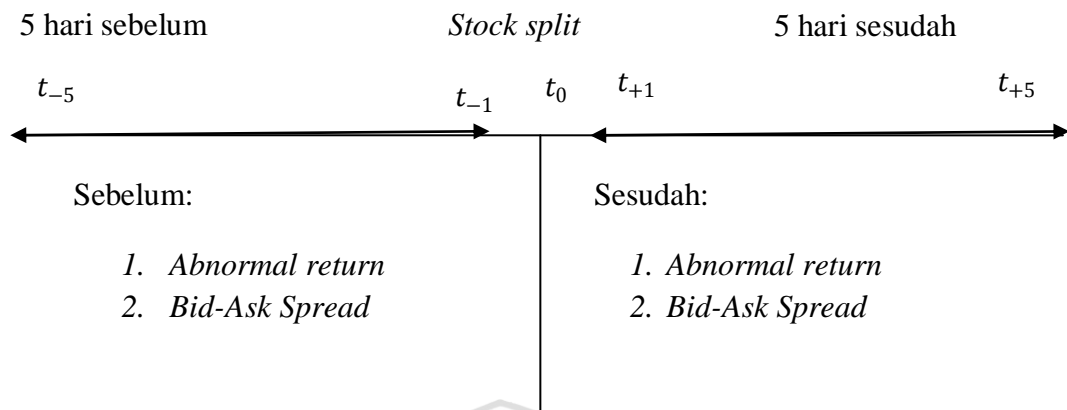 5 hari sebelum Stock split 5 hari sesudah
t₋₅ t₋₁ t₀ t₊₁ t₊₅
Sebelum: Sesudah:
1. Abnormal return 1. Abnormal return
2. Bid-Ask Spread 2. Bid-Ask Spread